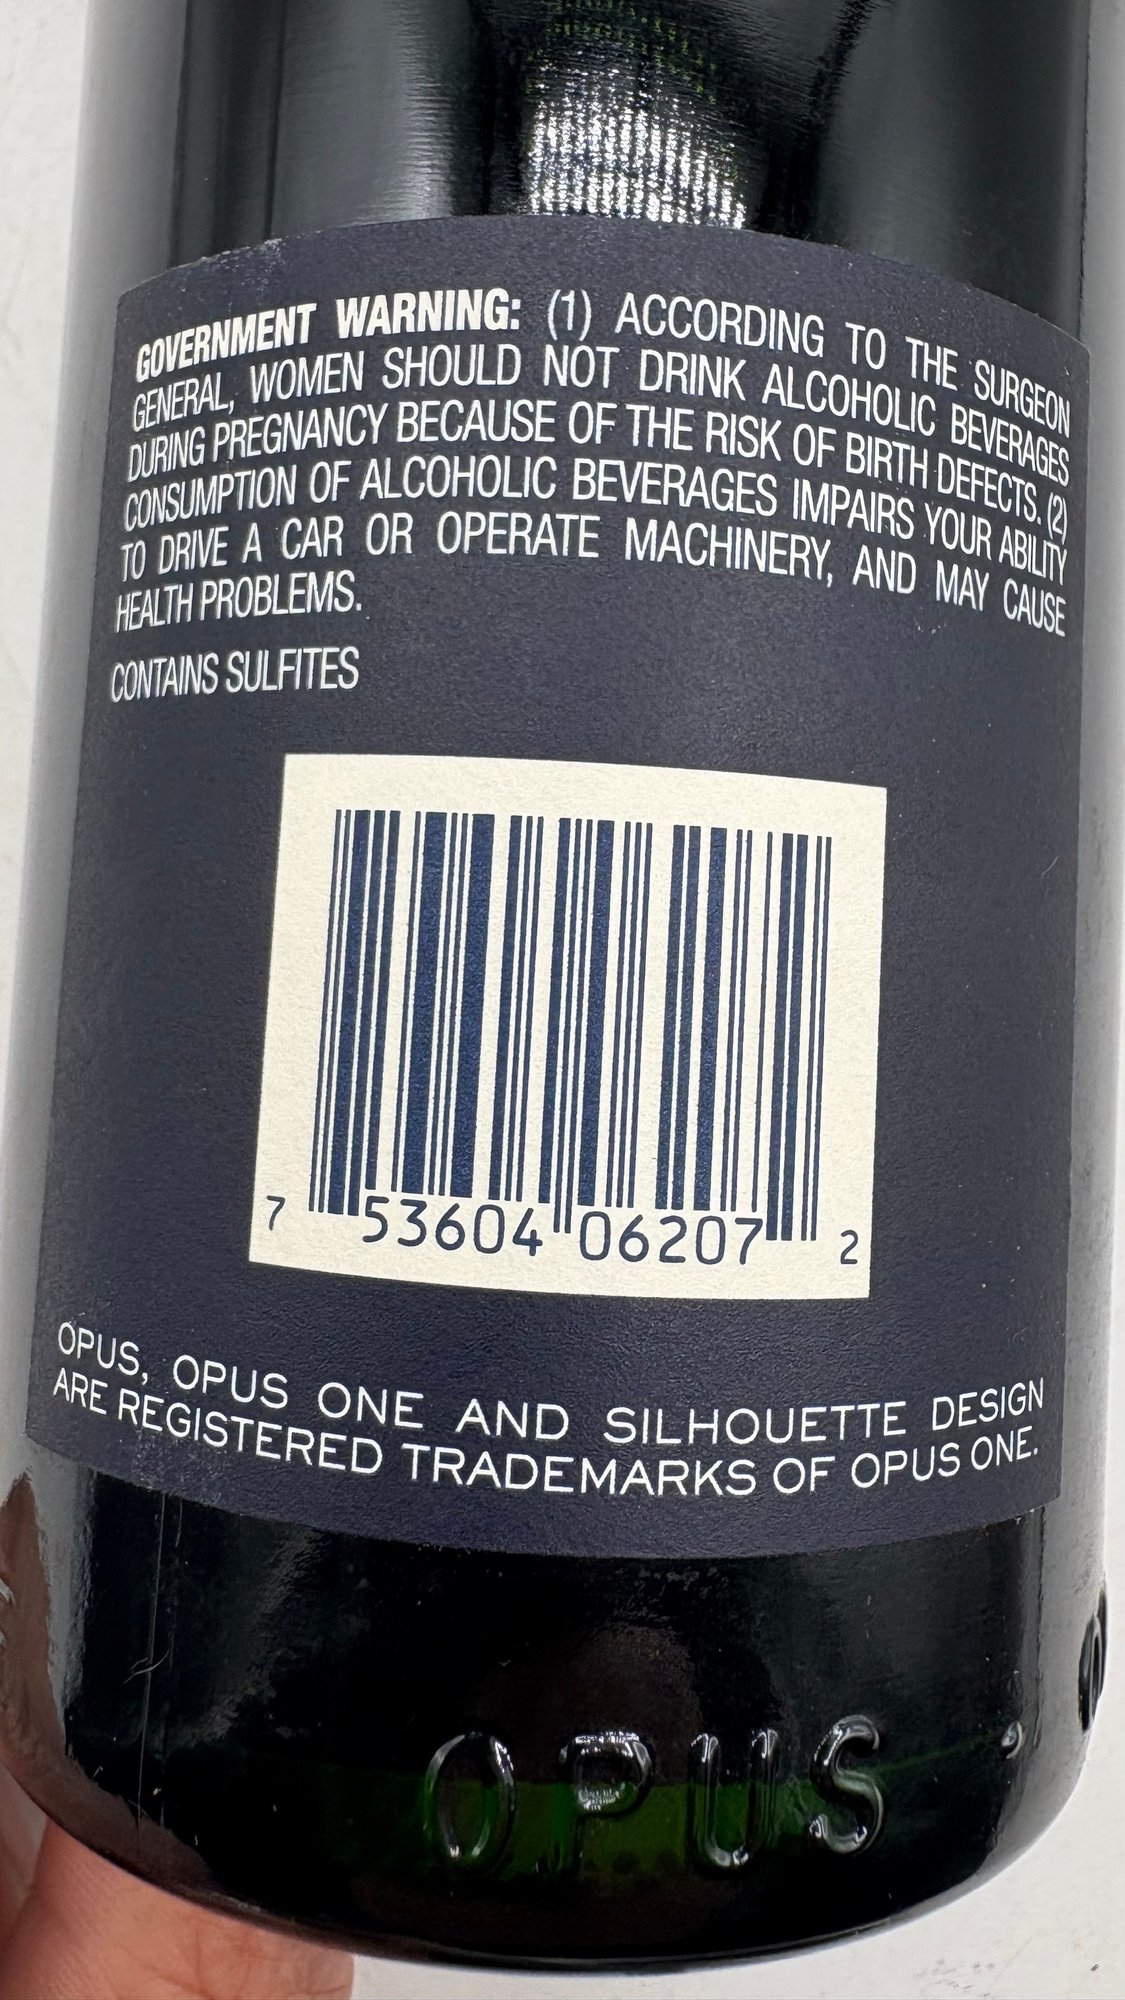 GOVERNMENT WARNING: (1) ACCORDING TO THE SURGEON
GENERAL, WOMEN SHOULD NOT DRINK ALCOHOLIC BEVERAGES
DURING PREGNANCY BECAUSE OF THE RISK OF BIRTH DEFECTS. (2)
CONSUMPTION OF ALCOHOLIC BEVERAGES IMPAIRS YOUR ABILITY
TO DRIVE A CAR OR OPERATE MACHINERY, AND MAY CAUSE
HEALTH PROBLEMS.
CONTAINS SULFITES
7 53604 06207 2
OPUS, OPUS ONE AND SILHOUETTE DESIGN
ARE REGISTERED TRADEMARKS OF OPUS ONE.
OPUS